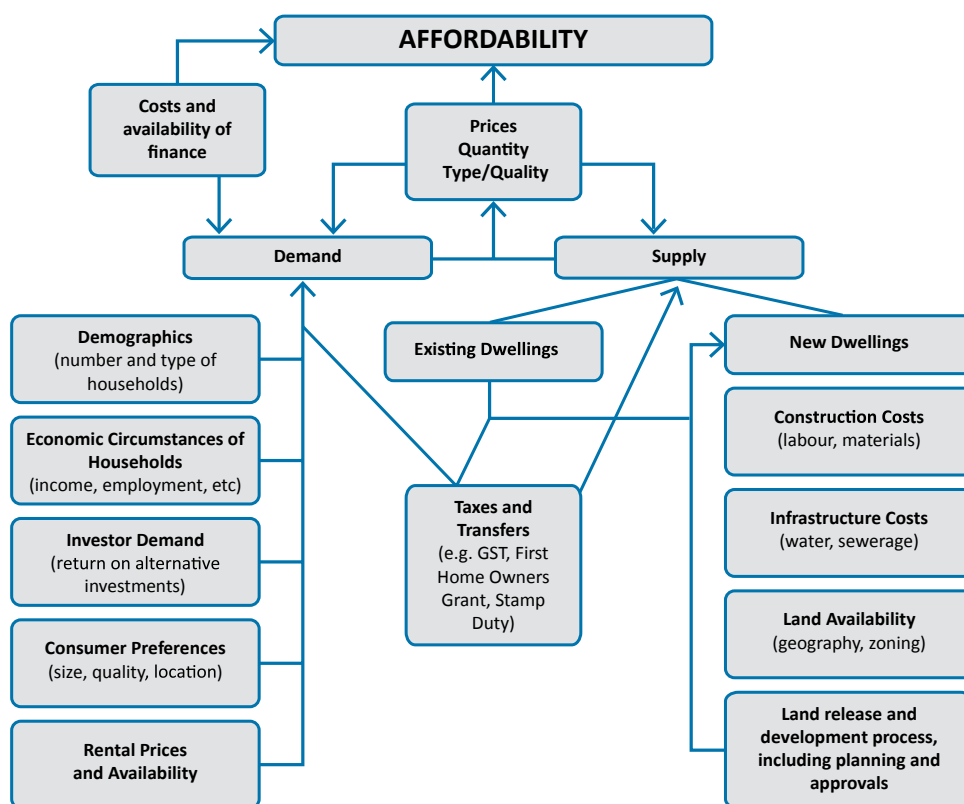 AFFORDABILITY
Costs and
availability of
finance
Prices
Quantity
Type/Quality
Demand
Supply
Demographics
(number and type of
households)
Economic Circumstances of
Households
(income, employment, etc)
Investor Demand
(return on alternative
investments)
Consumer Preferences
(size, quality, location)
Rental Prices
and Availability
Existing Dwellings
Taxes and
Transfers
(e.g. GST, First
Home Owners
Grant, Stamp
Duty)
New Dwellings
Construction Costs
(labour, materials)
Infrastructure Costs
(water, sewerage)
Land Availability
(geography, zoning)
Land release and
development process,
including planning and
approvals